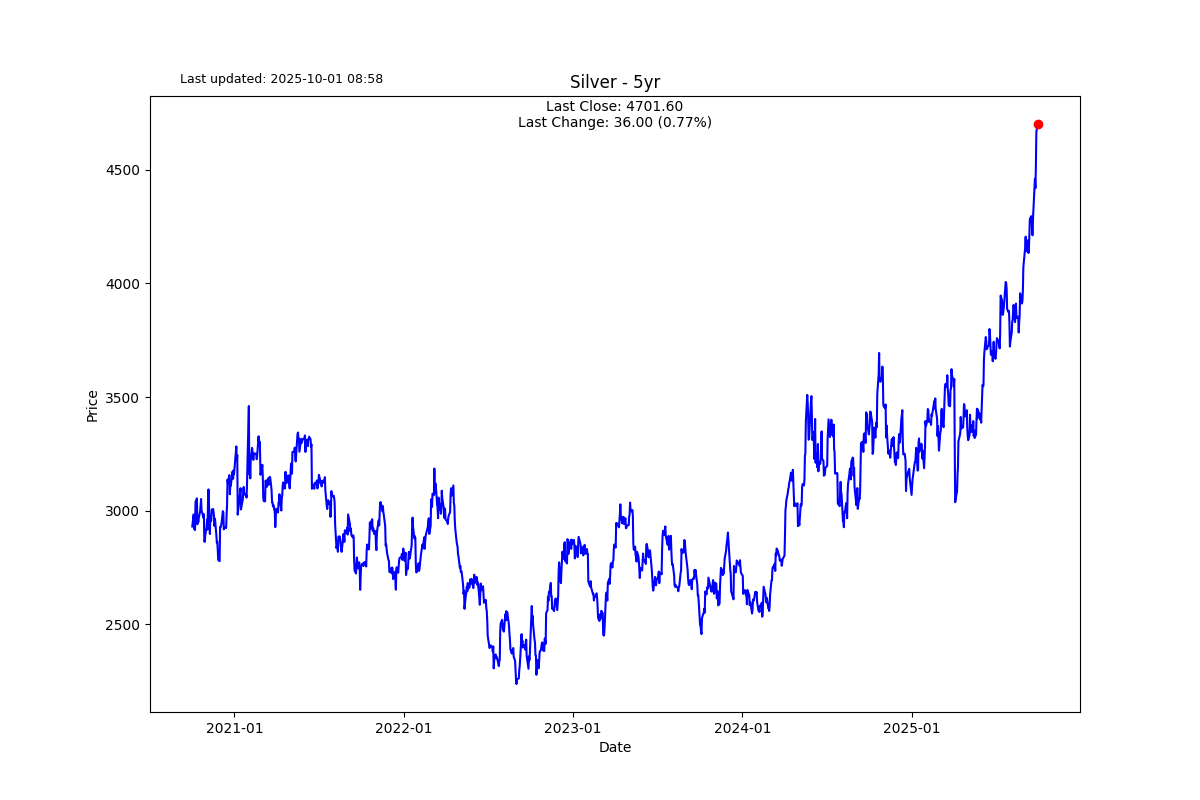 Last updated: 2025-10-01 08:58
Silver - 5yr
Last Close: 4701.60
Last Change: 36.00 (0.77%)
4500
4000
3500
3000
2500
Price
2021-01
2022-01
2023-01
2024-01
2025-01
Date